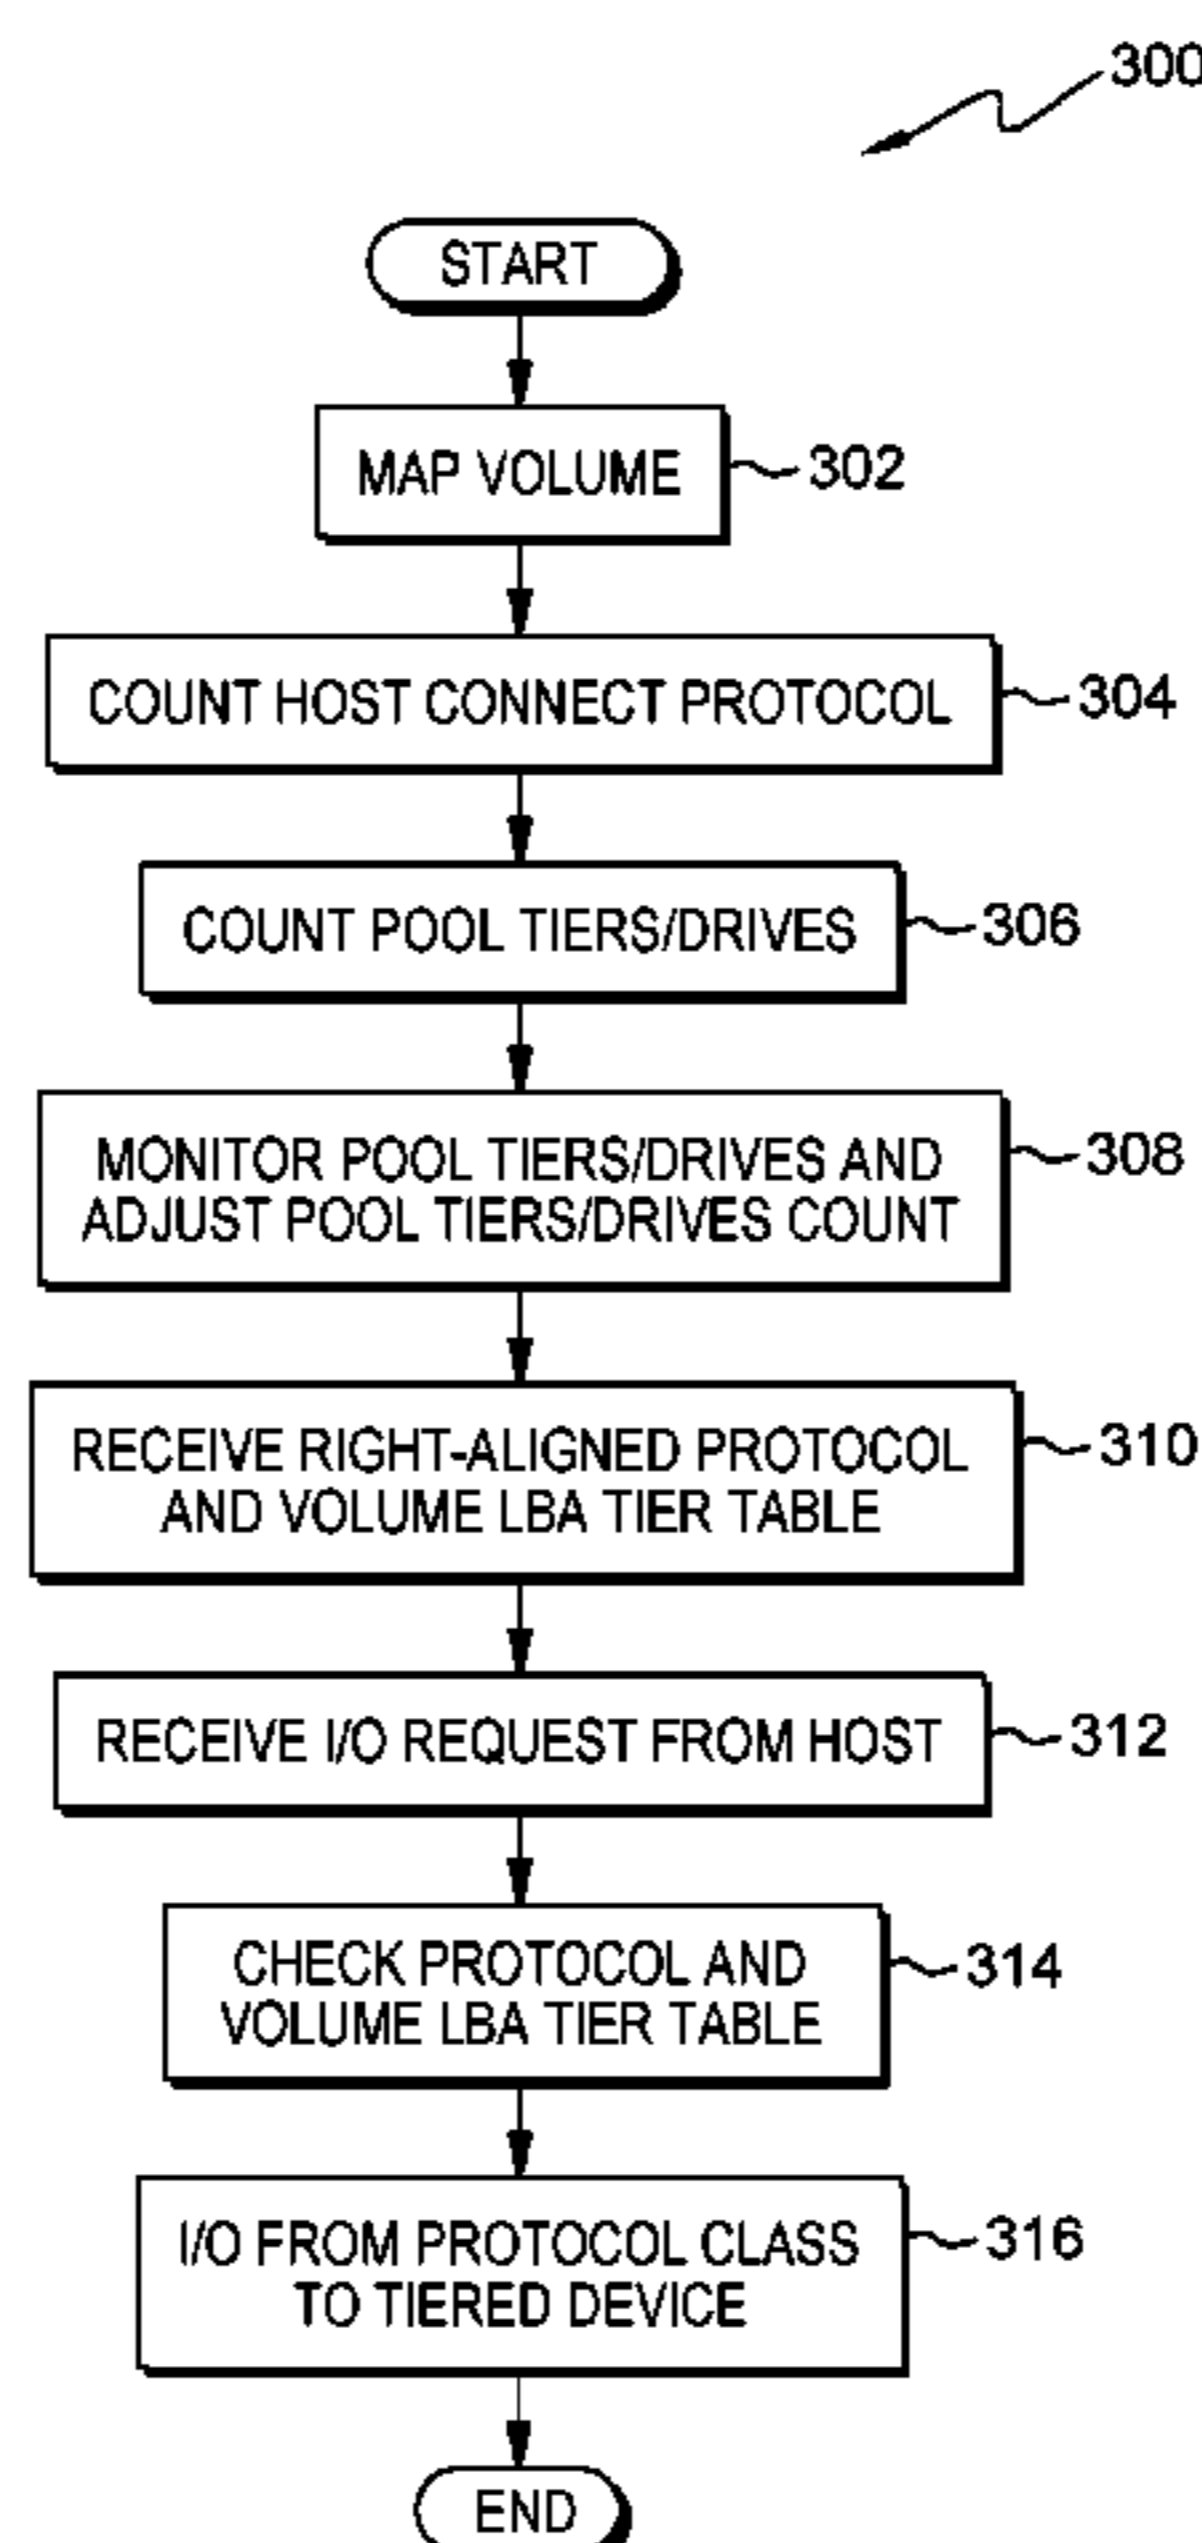 300
START
MAP VOLUME
302
COUNT HOST CONNECT PROTOCOL
304
COUNT POOL TIERS/DRIVES
306
MONITOR POOL TIERS/DRIVES AND
ADJUST POOL TIERS/DRIVES COUNT
308
RECEIVE RIGHT-ALIGNED PROTOCOL
AND VOLUME LBA TIER TABLE
310
RECEIVE I/O REQUEST FROM HOST
312
CHECK PROTOCOL AND
VOLUME LBA TIER TABLE
314
I/O FROM PROTOCOL CLASS
TO TIERED DEVICE
316
END